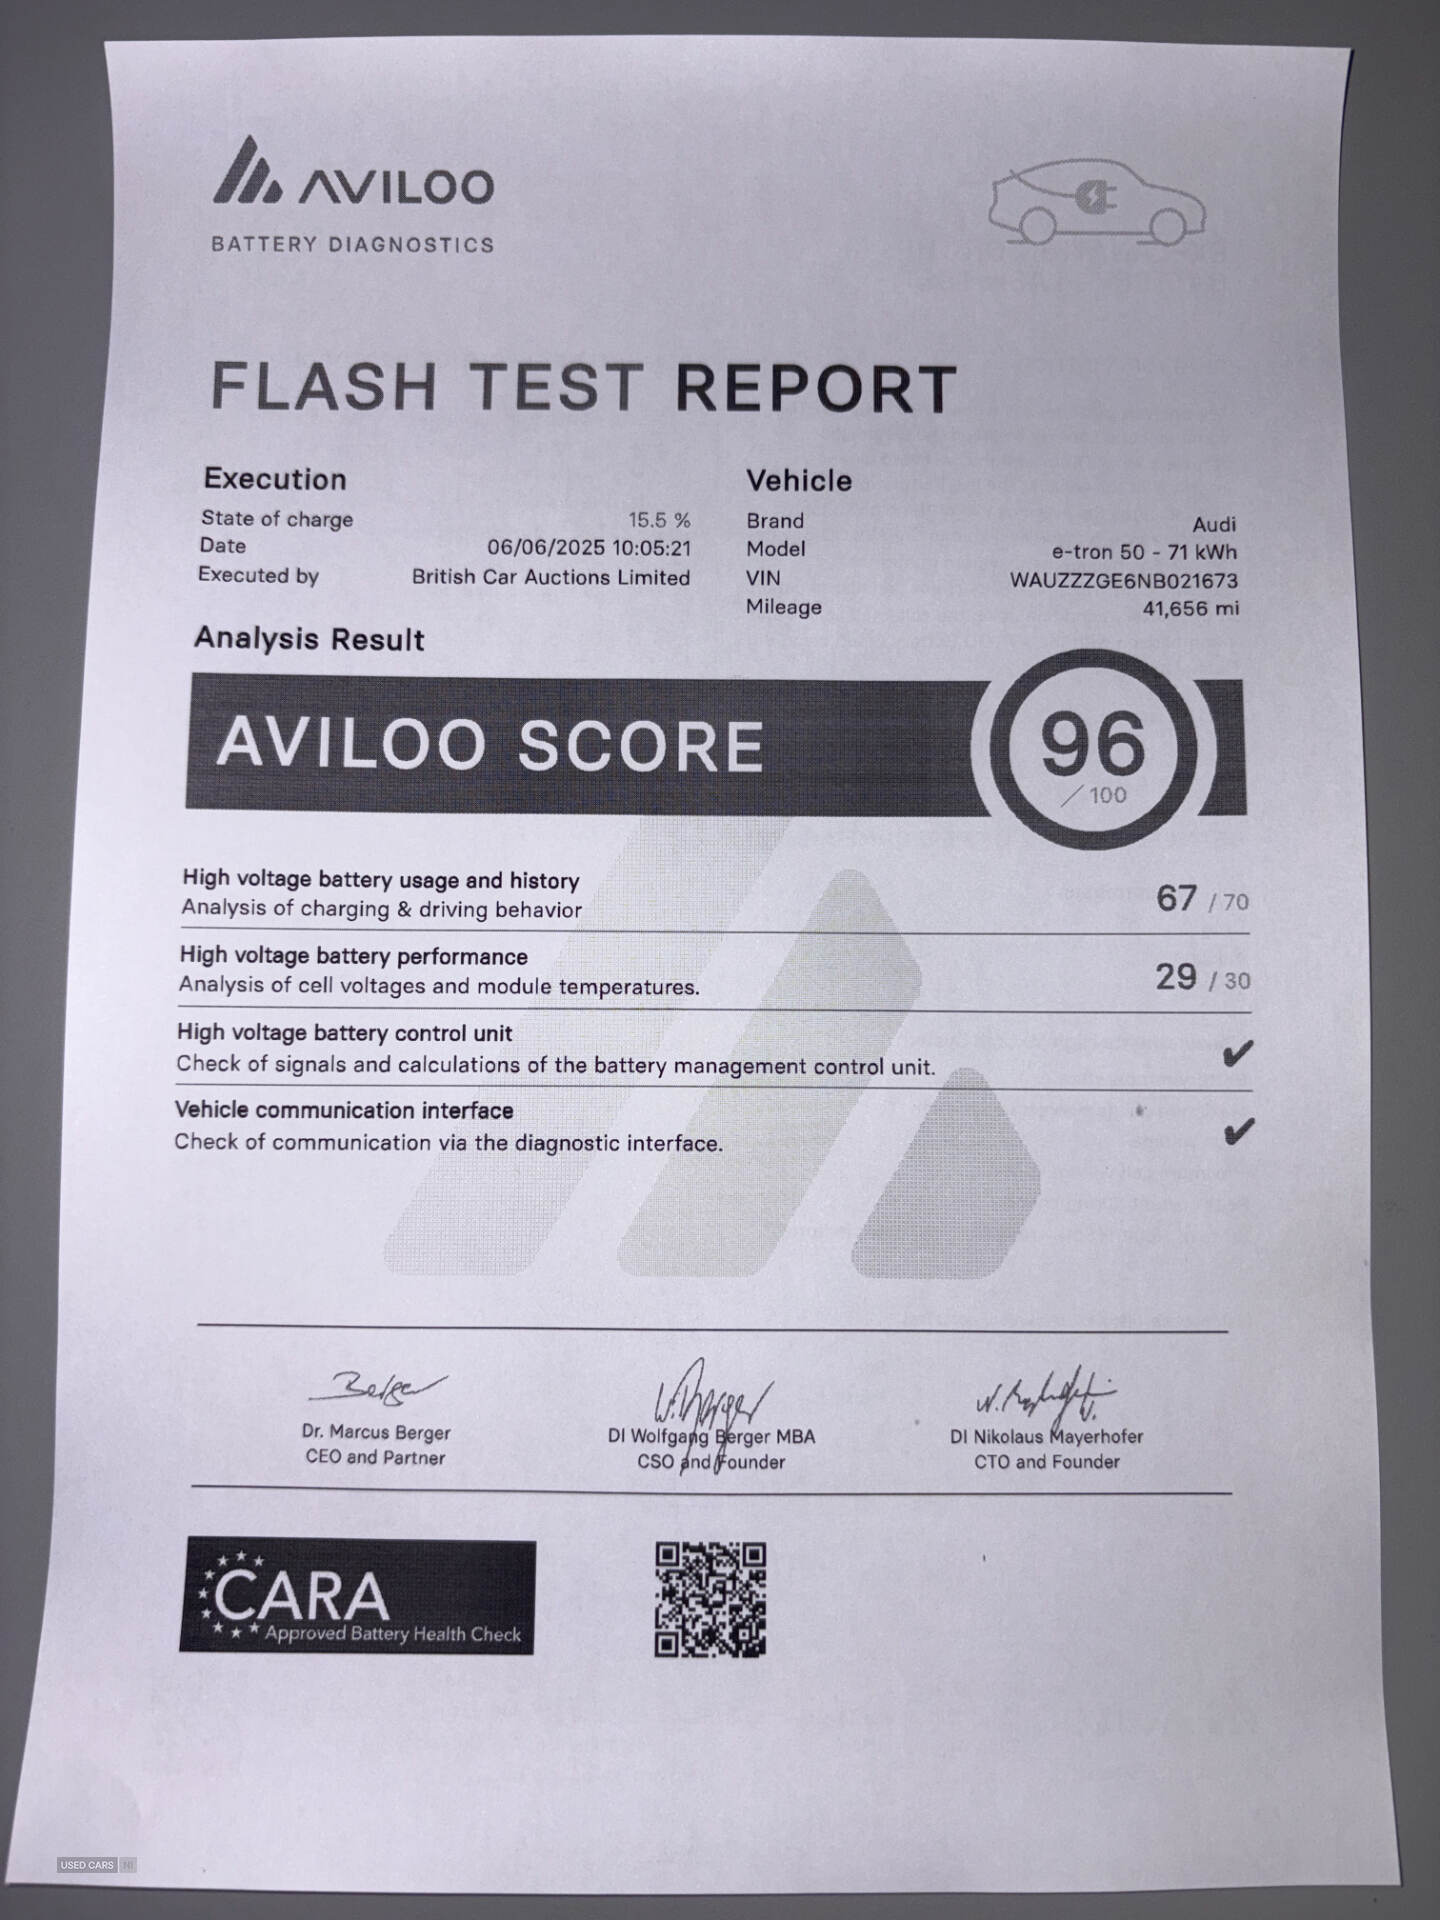 AVILOO
BATTERY DIAGNOSTICS
FLASH TEST REPORT
Execution
State of charge 15.5 %
Date 06/06/2025 10:05:21
Executed by British Car Auctions Limited
Vehicle
Brand Audi
Model e-tron 50 - 71 kWh
VIN WAUZZZGE6NB021673
Mileage 41,656 mi
Analysis Result
AVILOO SCORE 96 / 100
High voltage battery usage and history
Analysis of charging & driving behavior 67 / 70
High voltage battery performance
Analysis of cell voltages and module temperatures. 29 / 30
High voltage battery control unit
Check of signals and calculations of the battery management control unit. ✔
Vehicle communication interface
Check of communication via the diagnostic interface. ✔
Berger
Dr. Marcus Berger
CEO and Partner
W. Berger
DI Wolfgang Berger MBA
CSO and Founder
DI Nikolaus Mayerhofer
CTO and Founder
CARA
Approved Battery Health Check
USED CARS NI